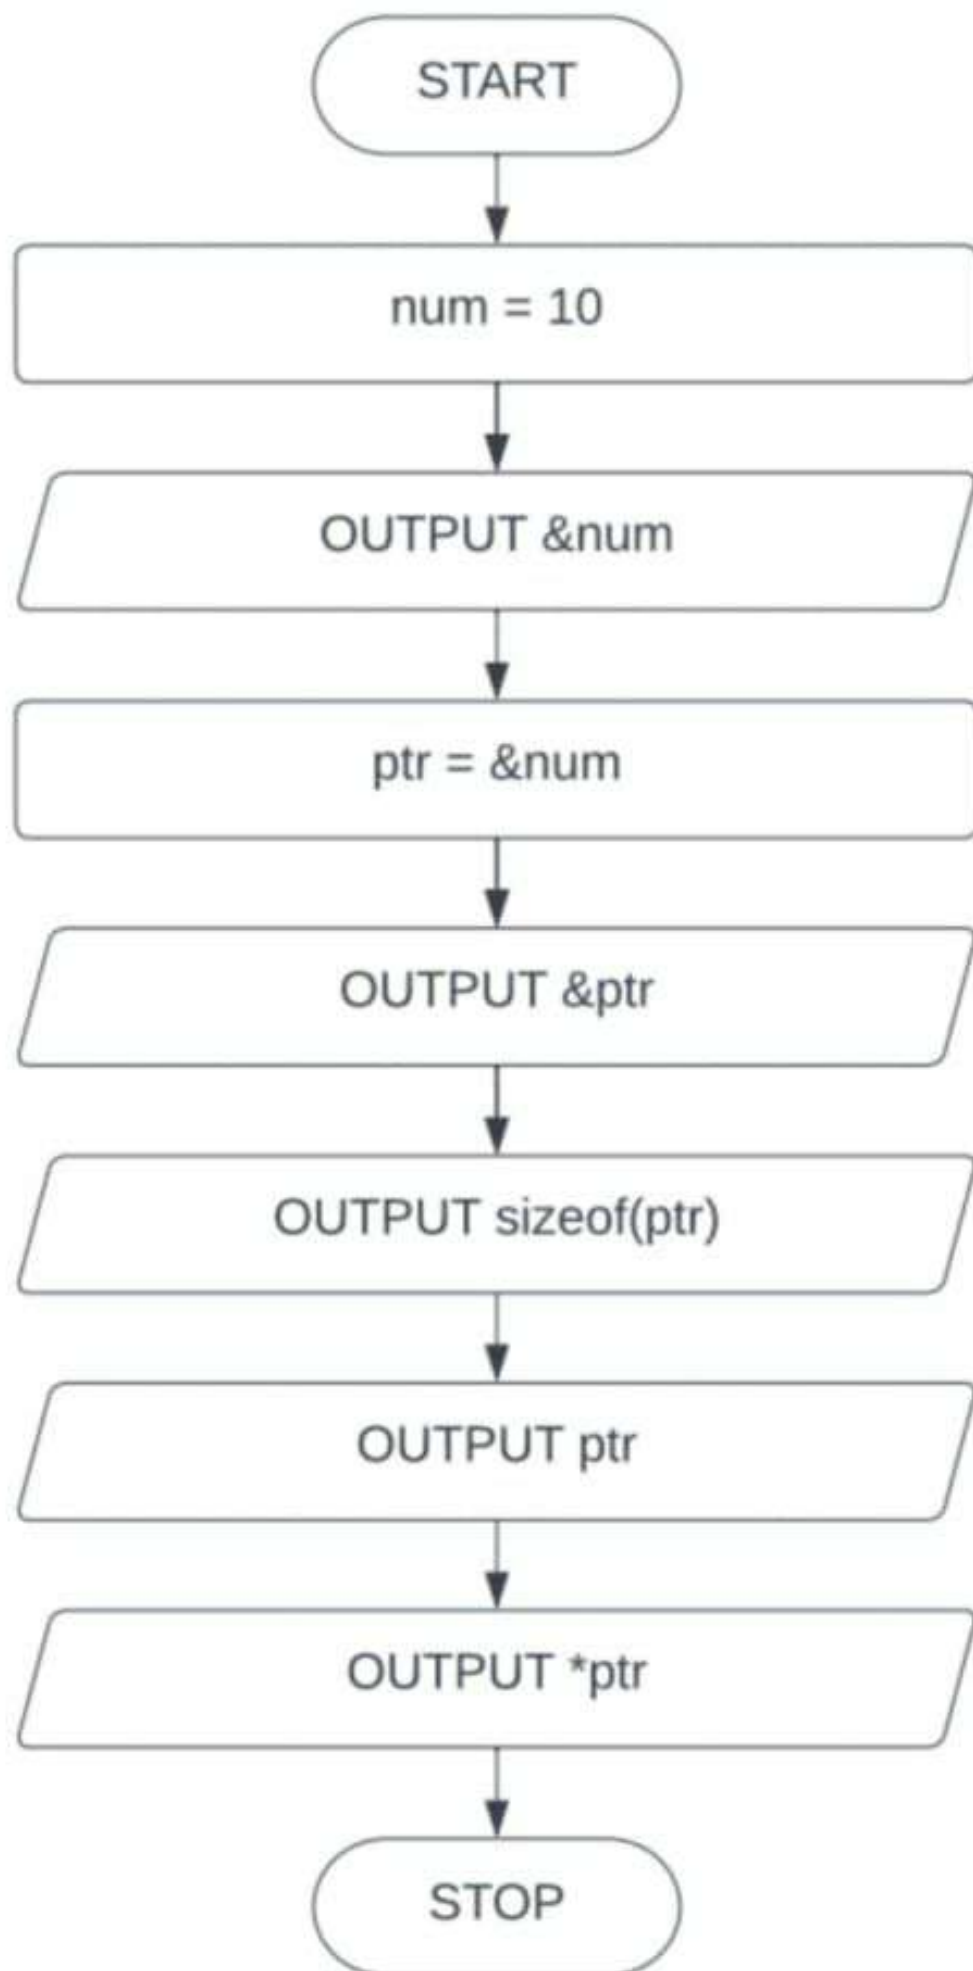 START
num = 10
OUTPUT &num
ptr = &num
OUTPUT &ptr
OUTPUT sizeof(ptr)
OUTPUT ptr
OUTPUT *ptr
STOP